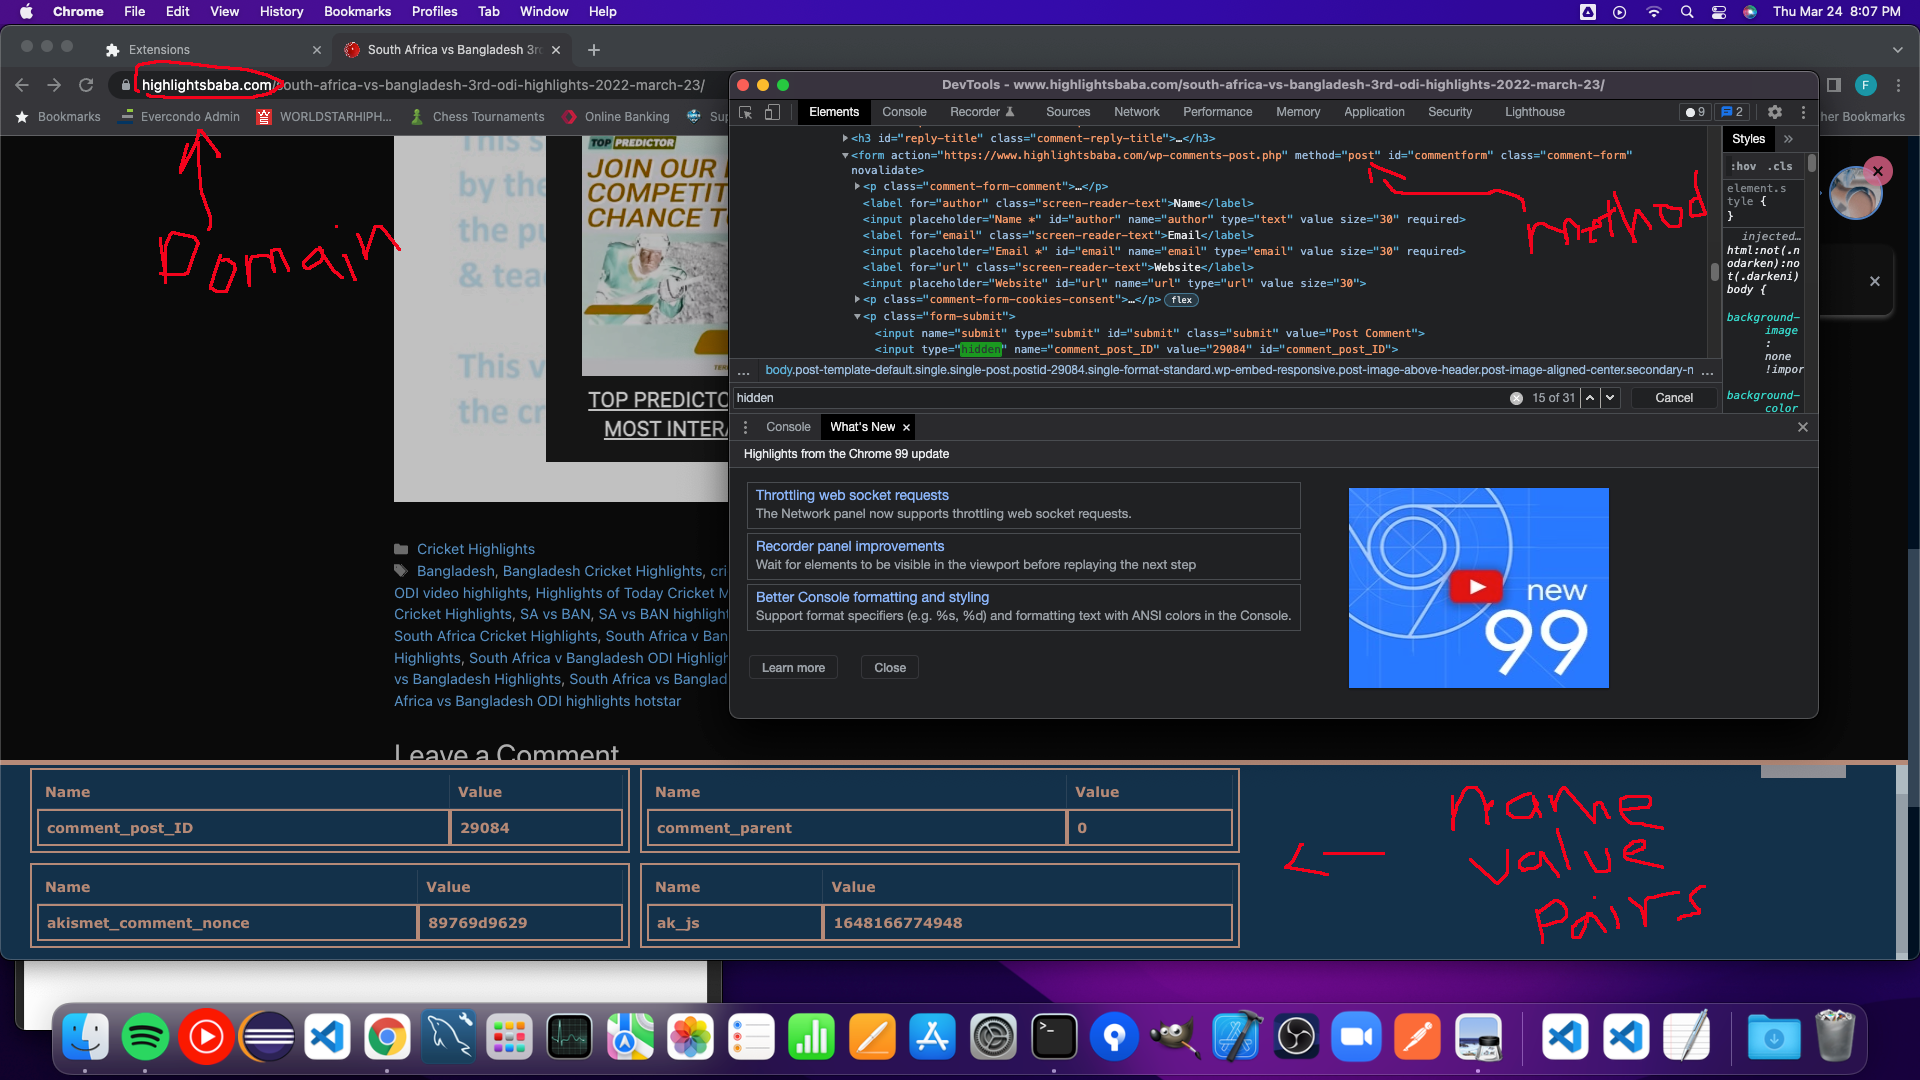 Chrome File Edit View History Bookmarks Profiles Tab Window Help Thu Mar 24 8:07 PM
Extensions South Africa vs Bangladesh 3r
highlightsbaba.com/south-africa-vs-bangladesh-3rd-odi-highlights-2022-march-23/
Bookmarks Evercondo Admin WORLDSTARHIPH... Chess Tournaments Online Banking Sup her Bookmarks
Domain
This s
by the
the pu
& tea
This v
the cr
TOP PREDICTOR
JOIN OUR
COMPETIT
CHANCE TO
TOP PREDICTO
MOST INTERA
Cricket Highlights
Bangladesh, Bangladesh Cricket Highlights, cri
ODI video highlights, Highlights of Today Cricket M
Cricket Highlights, SA vs BAN, SA vs BAN highlight
South Africa Cricket Highlights, South Africa v Ban
Highlights, South Africa v Bangladesh ODI Highligh
vs Bangladesh Highlights, South Africa vs Banglad
Africa vs Bangladesh ODI highlights hotstar
Leave a Comment
DevTools - www.highlightsbaba.com/south-africa-vs-bangladesh-3rd-odi-highlights-2022-march-23/
Elements Console Recorder Sources Network Performance Memory Application Security Lighthouse 9 2
<h3 id="reply-title" class="comment-reply-title">…</h3>
<form action="https://www.highlightsbaba.com/wp-comments-post.php" method="post" id="commentform" class="comment-form"
novalidate>
<p class="comment-form-comment">…</p>
<label for="author" class="screen-reader-text">Name</label>
<input placeholder="Name *" id="author" name="author" type="text" value size="30" required>
<label for="email" class="screen-reader-text">Email</label>
<input placeholder="Email *" id="email" name="email" type="email" value size="30" required>
<label for="url" class="screen-reader-text">Website</label>
<input placeholder="Website" id="url" name="url" type="url" value size="30">
<p class="comment-form-cookies-consent">…</p> flex
<p class="form-submit">
<input name="submit" type="submit" id="submit" class="submit" value="Post Comment">
<input type="hidden" name="comment_post_ID" value="29084" id="comment_post_ID">
method
... body.post-template-default.single.single-post.postid-29084.single-format-standard.wp-embed-responsive.post-image-above-header.post-image-aligned-center.secondary-n ...
hidden 15 of 31 Cancel
Styles
:hov .cls
element.s
tyle {
}
injected…
html:not(.n
odarken):no
t(.darkeni)
body {
background-
image
:
none
!impor
background-
color
Console What's New
Highlights from the Chrome 99 update
Throttling web socket requests
The Network panel now supports throttling web socket requests.
Recorder panel improvements
Wait for elements to be visible in the viewport before replaying the next step
Better Console formatting and styling
Support format specifiers (e.g. %s, %d) and formatting text with ANSI colors in the Console.
Learn more Close
new
99
Name Value Name Value
comment_post_ID 29084 comment_parent 0
Name Value Name Value
akismet_comment_nonce 89769d9629 ak_js 1648166774948
name
value
Pairs